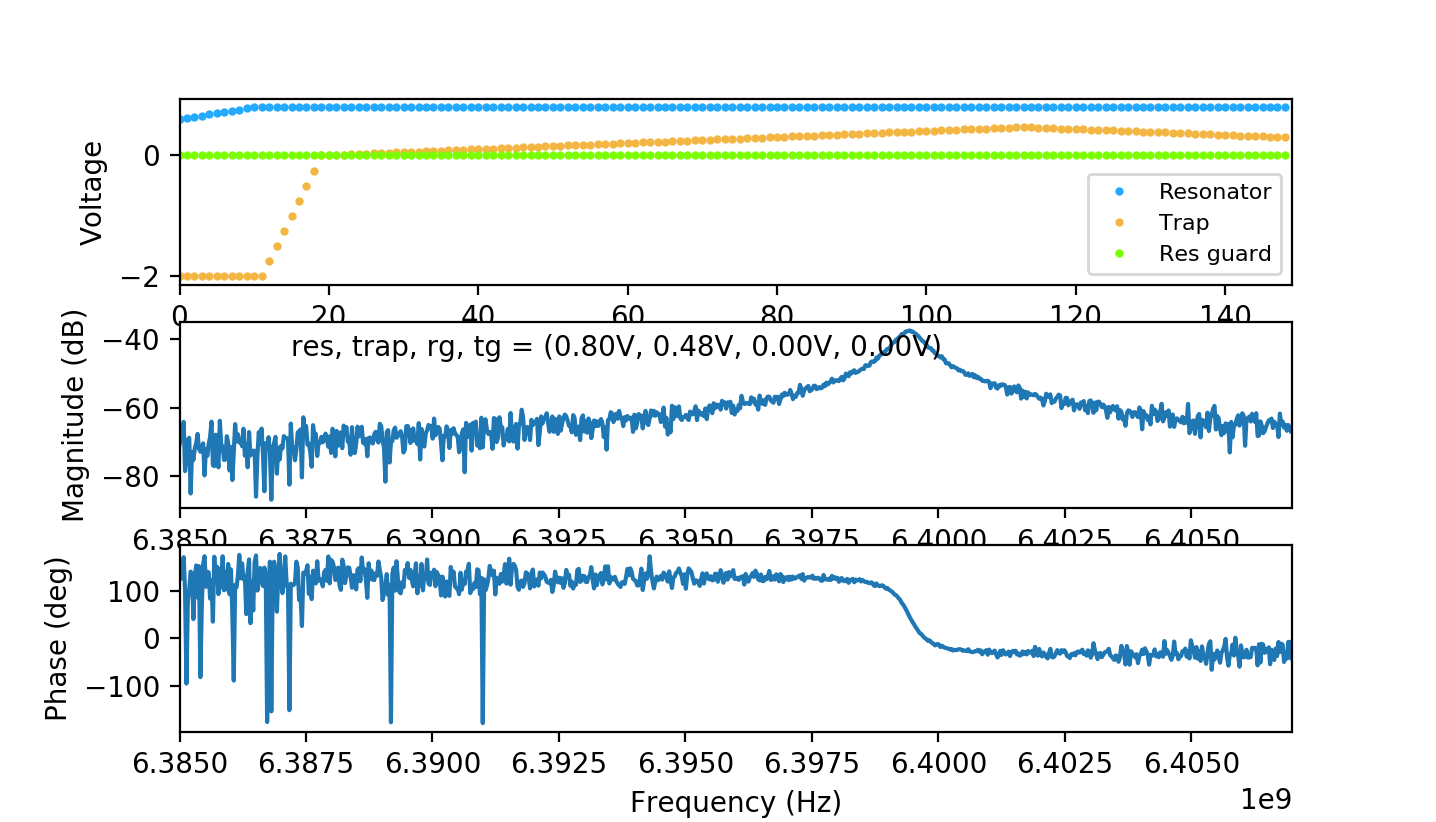 Voltage
0
−2
Resonator
Trap
Res guard
0 20 40 60 80 100 120 140
Magnitude (dB)
−40
−60
−80
res, trap, rg, tg = (0.80V, 0.48V, 0.00V, 0.00V)
6.3850 6.3875 6.3900 6.3925 6.3950 6.3975 6.4000 6.4025 6.4050
Phase (deg)
100
0
−100
6.3850 6.3875 6.3900 6.3925 6.3950 6.3975 6.4000 6.4025 6.4050
Frequency (Hz)
1e9